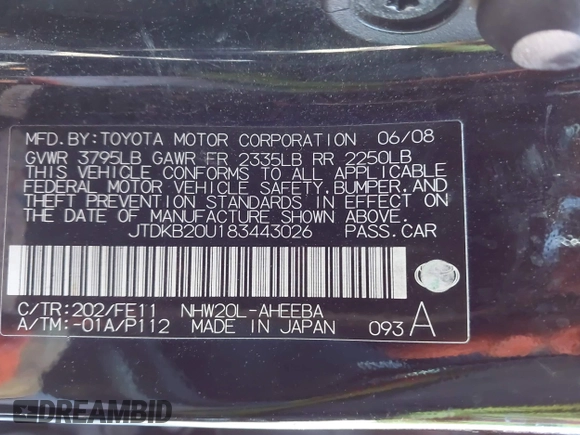 MFD.BY:TOYOTA MOTOR CORPORATION 06/08
GVWR 3795LB GAWR FR 2335LB RR 2250LB
THIS VEHICLE CONFORMS TO ALL APPLICABLE
FEDERAL MOTOR VEHICLE SAFETY, BUMPER, AND
THEFT PREVENTION STANDARDS IN EFFECT ON
THE DATE OF MANUFACTURE SHOWN ABOVE.
JTDKB20U183443026 PASS.CAR
C/TR:202/FE11 NHW20L-AHEEBA
A/TM:-01A/P112 MADE IN JAPAN 093 A
DREAMBID